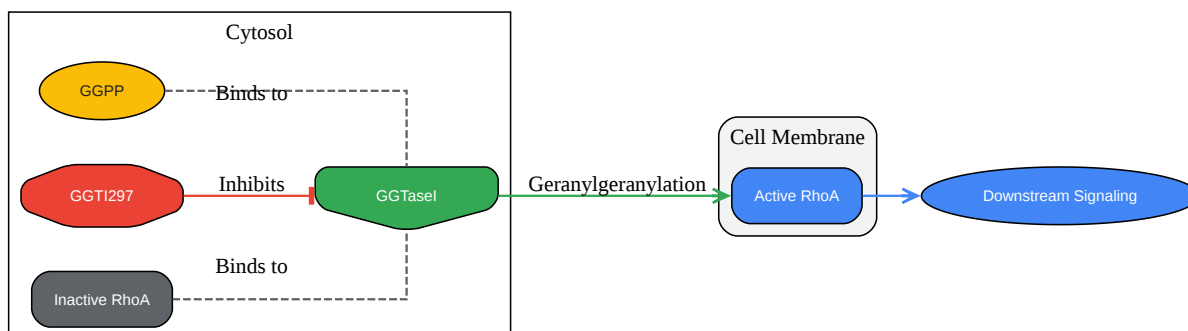 Cytosol
GGPP
Binds to
Cell Membrane
GGTI297
Inhibits
GGTaseI
Geranylgeranylation
Active RhoA
Downstream Signaling
Binds to
Inactive RhoA